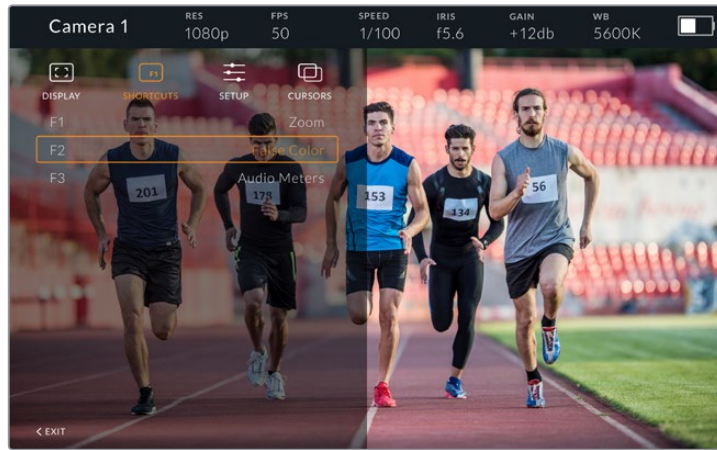 Camera 1
RES
1080p
FPS
50
SPEED
1/100
IRIS
f5.6
GAIN
+12db
WB
5600K
DISPLAY
F1
SHORTCUTS
SETUP
CURSORS
F1 Zoom
F2 False Color
F3 Audio Meters
201
178
153
134
56
< EXIT